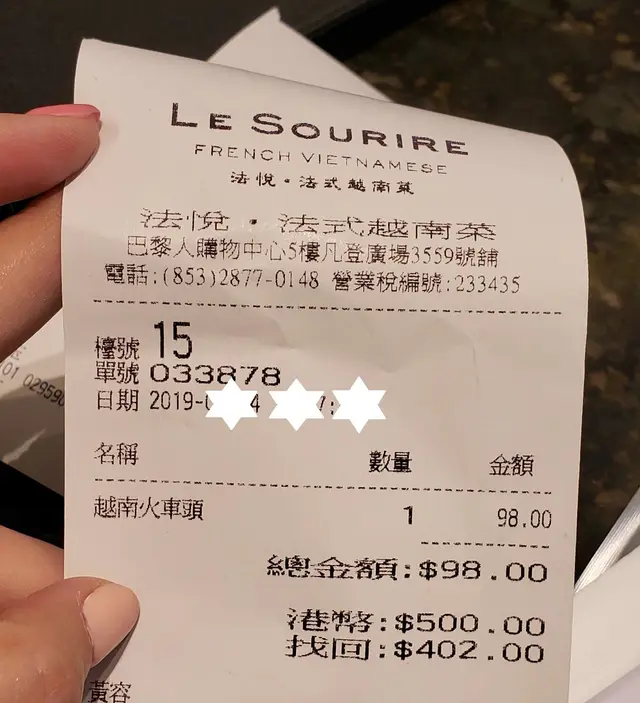 LE SOURIRE
FRENCH VIETNAMESE
法悅・法式越南菜
法悅・法式越南菜
巴黎人購物中心5樓凡登廣場3559號舖
電話:(853)2877-0148 營業稅編號:233435
檯號 15
單號 033878
日期 2019-
名稱 數量 金額
越南火車頭 1 98.00
總金額:$98.00
港幣:$500.00
找回:$402.00
黃容
01 029590